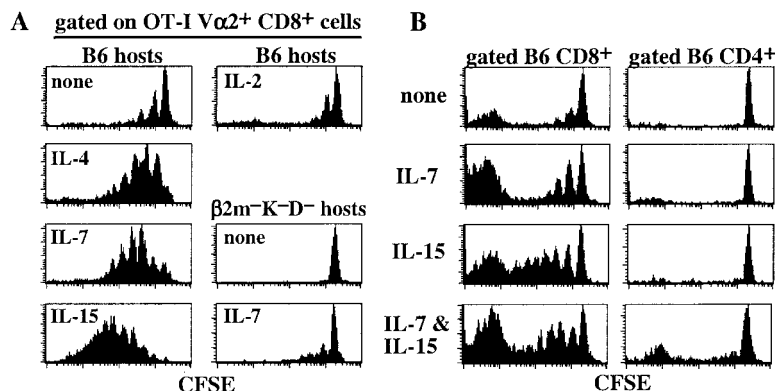 A
gated on OT-I Vα2+ CD8+ cells
B6 hosts
B6 hosts
none
IL-2
IL-4
β2m–K–D– hosts
IL-7
none
IL-15
IL-7
CFSE
B
gated B6 CD8+
gated B6 CD4+
none
IL-7
IL-15
IL-7 &
IL-15
CFSE